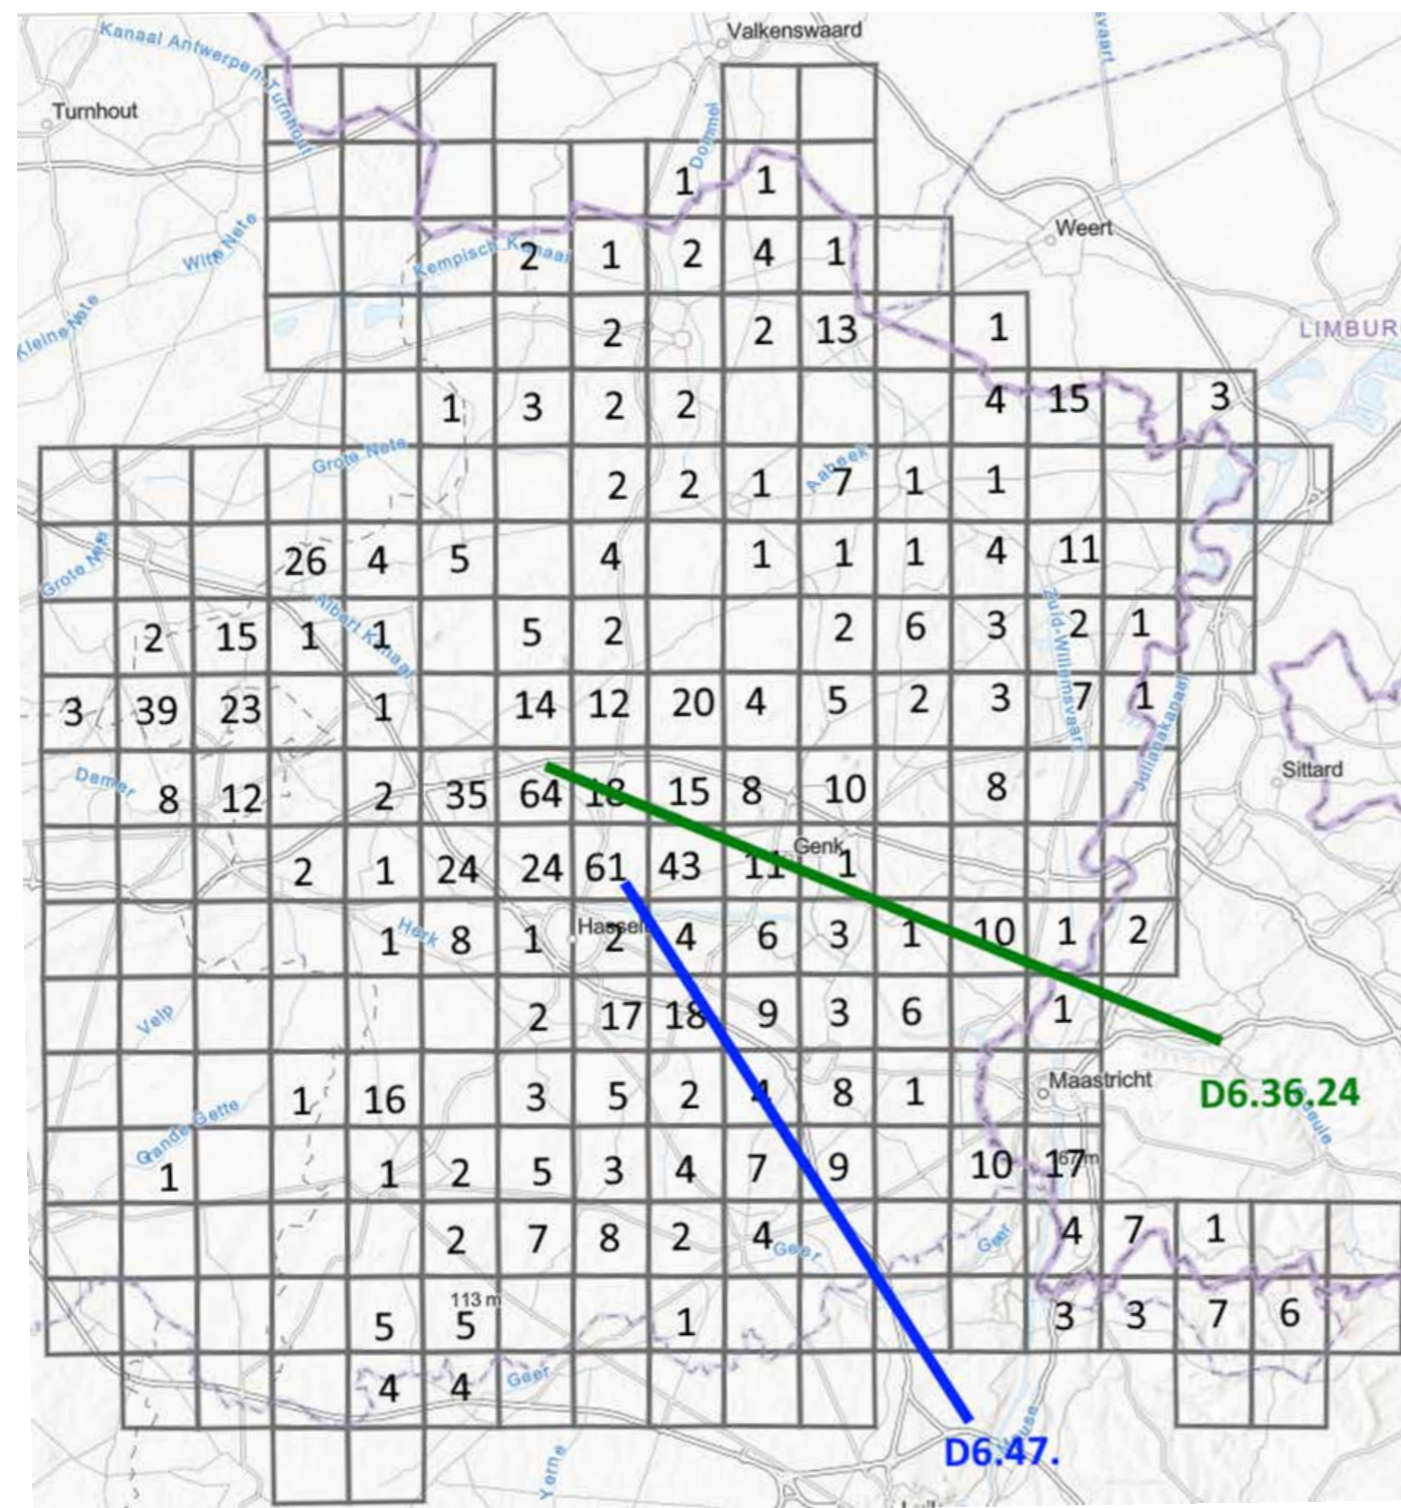 Valkenswaard
Kanaal Antwerpen-Turnhout
Turnhout
Dommel
1 1
Weert
Witte Nete
Kempisch Kanaal
2 1 2 4 1
Kleine Nete
2 2 13 1
LIMBUR
1 3 2 2 4 15 3
Grote Nete
Aabeek
2 2 1 7 1 1
Grote Nete
26 4 5 4 1 1 1 4 11
Albert Kanaal
Zuid-Willemsvaart
2 15 1 1 5 2 2 6 3 2 1
3 39 23 1 14 12 20 4 5 2 3 7 1
Julianakanaal
Demer
Sittard
8 12 2 35 64 18 15 8 10 8
Genk
2 1 24 24 61 43 11 1
Herk
Hasselt
1 8 1 2 4 6 3 1 10 1 2
Velp
2 17 18 9 3 6 1
Maastricht
D6.36.24
1 16 3 5 2 4 8 1
Grande Gette
1 1 2 5 3 4 7 9 10 17
Geer
Geer
2 7 8 2 4 4 7 1
113 m
5 5 1 3 3 7 6
Geer
4 4
Meuse
D6.47.
Yerne